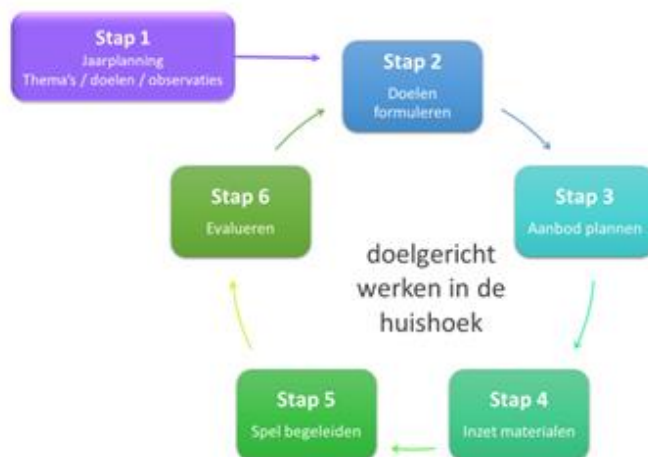 Stap 1
Jaarplanning
Thema's / doelen / observaties
Stap 2
Doelen
formuleren
Stap 3
Aanbod plannen
Stap 4
Inzet materialen
Stap 5
Spel begeleiden
Stap 6
Evalueren
doelgericht
werken in de
huishoek